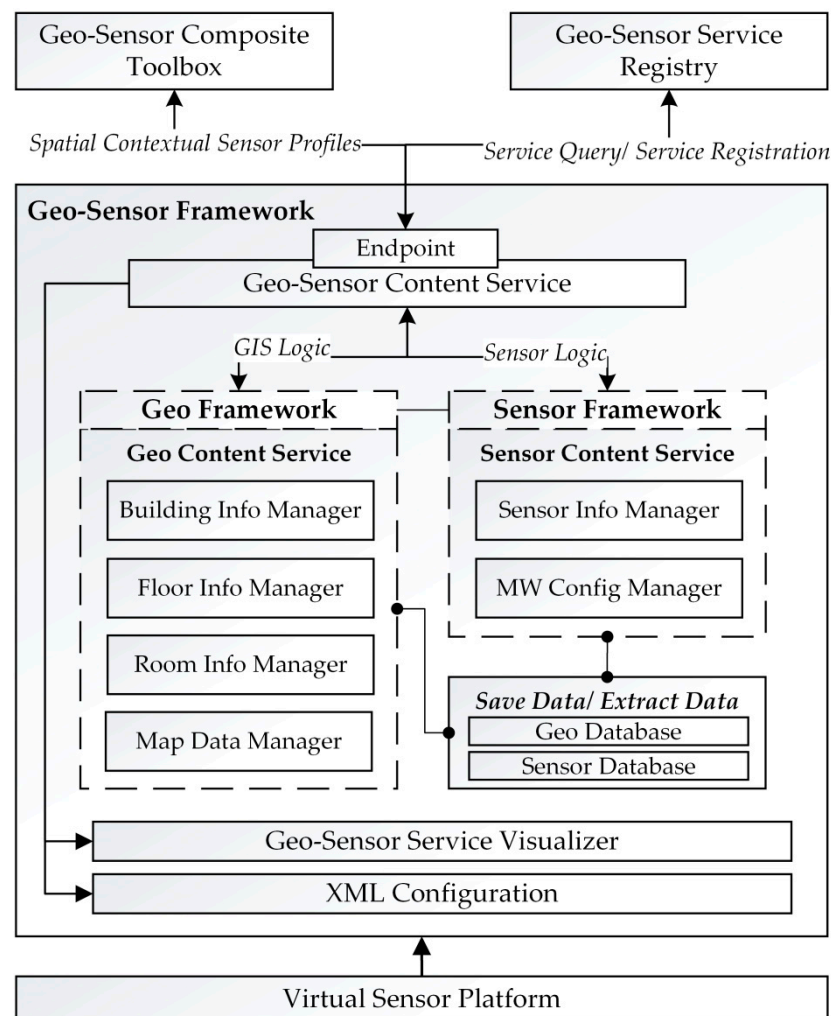 Geo-Sensor Composite
Toolbox
Geo-Sensor Service
Registry
Spatial Contextual Sensor Profiles
Service Query/ Service Registration
Geo-Sensor Framework
Endpoint
Geo-Sensor Content Service
GIS Logic
Sensor Logic
Geo Framework
Geo Content Service
Building Info Manager
Floor Info Manager
Room Info Manager
Map Data Manager
Sensor Framework
Sensor Content Service
Sensor Info Manager
MW Config Manager
Save Data/ Extract Data
Geo Database
Sensor Database
Geo-Sensor Service Visualizer
XML Configuration
Virtual Sensor Platform